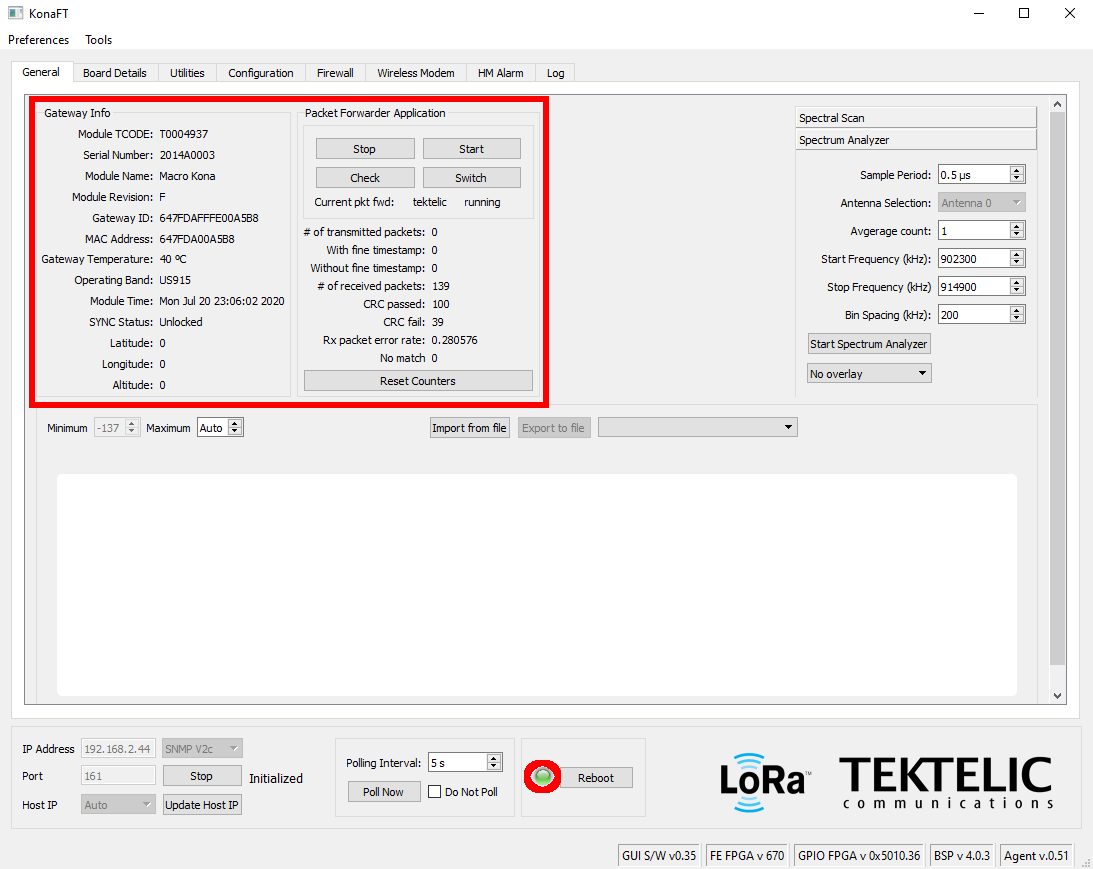 KonaFT
Preferences Tools
General Board Details Utilities Configuration Firewall Wireless Modem HM Alarm Log
Gateway Info
Module TCODE: T0004937
Serial Number: 2014A0003
Module Name: Macro Kona
Module Revision: F
Gateway ID: 647FDAFFFE00A5B8
MAC Address: 647FDA00A5B8
Gateway Temperature: 40 ºC
Operating Band: US915
Module Time: Mon Jul 20 23:06:02 2020
SYNC Status: Unlocked
Latitude: 0
Longitude: 0
Altitude: 0
Packet Forwarder Application
Stop Start
Check Switch
Current pkt fwd: tektelic running
# of transmitted packets: 0
With fine timestamp: 0
Without fine timestamp: 0
# of received packets: 139
CRC passed: 100
CRC fail: 39
Rx packet error rate: 0.280576
No match 0
Reset Counters
Spectral Scan
Spectrum Analyzer
Sample Period: 0.5 µs
Antenna Selection: Antenna 0
Avgerage count: 1
Start Frequency (kHz): 902300
Stop Frequency (kHz) 914900
Bin Spacing (kHz): 200
Start Spectrum Analyzer
No overlay
Minimum -137 Maximum Auto Import from file Export to file
IP Address 192.168.2.44 SNMP V2c
Port 161 Stop Initialized
Host IP Auto Update Host IP
Polling Interval: 5 s
Poll Now Do Not Poll
Reboot
LoRa™
TEKTELIC
communications
GUI S/W v0.35 FE FPGA v 670 GPIO FPGA v 0x5010.36 BSP v 4.0.3 Agent v.0.51